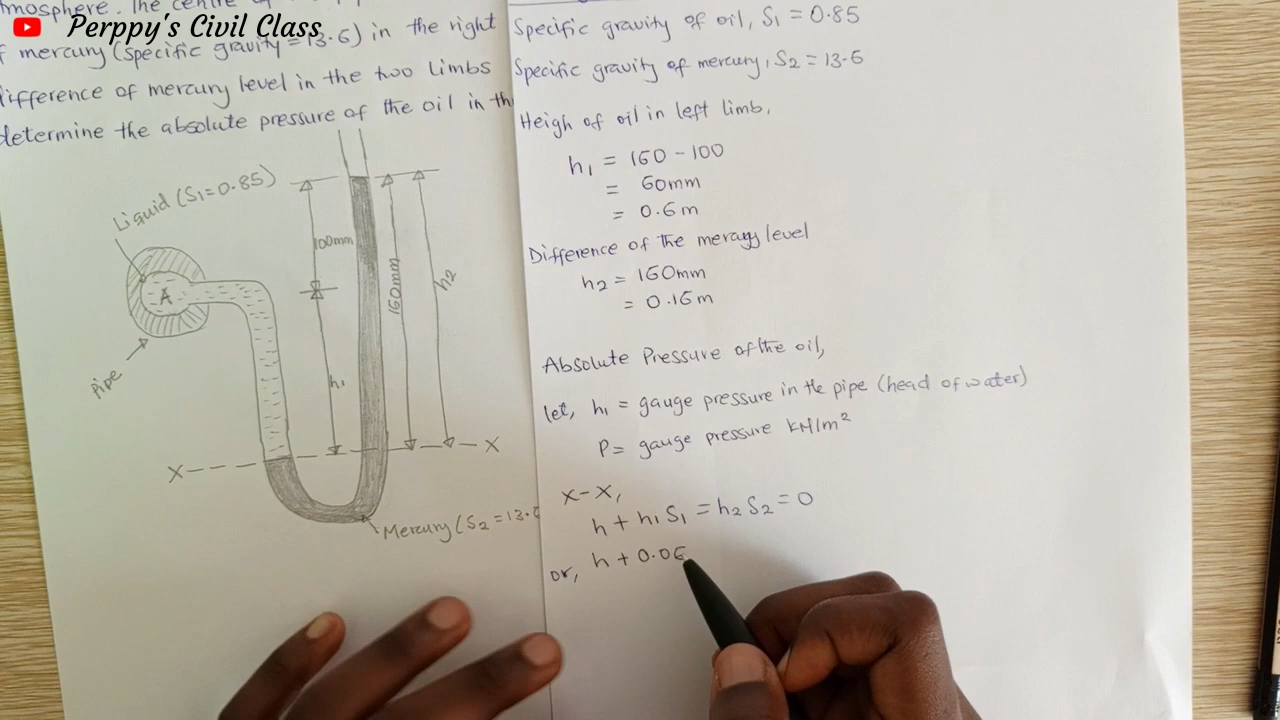 tmosphere. The centre of
Perppy's Civil Class
f mercury (specific gravity = 13.6) in the right
difference of mercury level in the two limbs
determine the absolute pressure of the oil in th
Liquid (S1=0.85)
100mm
160mm
h2
A
h1
pipe
X
X
Mercury (S2 = 13.6
Specific gravity of oil, S1 = 0.85
Specific gravity of mercury, S2 = 13.6
Heigh of oil in left limb,
h1 = 160 - 100
= 60mm
= 0.6m
Difference of the mercury level
h2 = 160mm
= 0.16m
Absolute Pressure of the oil,
let, h1 = gauge pressure in the pipe (head of water)
P= gauge pressure kN/m²
X-X,
h + h1S1 = h2S2 = 0
or, h + 0.06